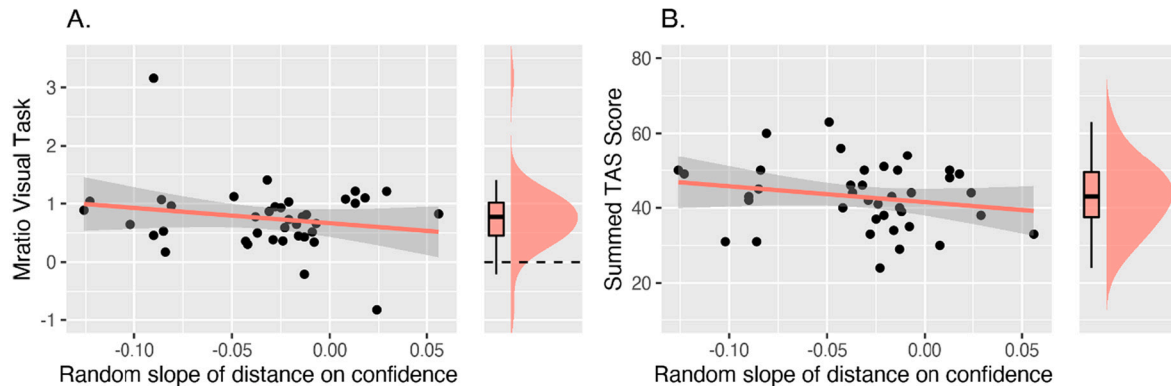 A.
Mratio Visual Task
3
2
1
0
-1
-0.10
-0.05
0.00
0.05
Random slope of distance on confidence
B.
Summed TAS Score
80
60
40
20
-0.10
-0.05
0.00
0.05
Random slope of distance on confidence